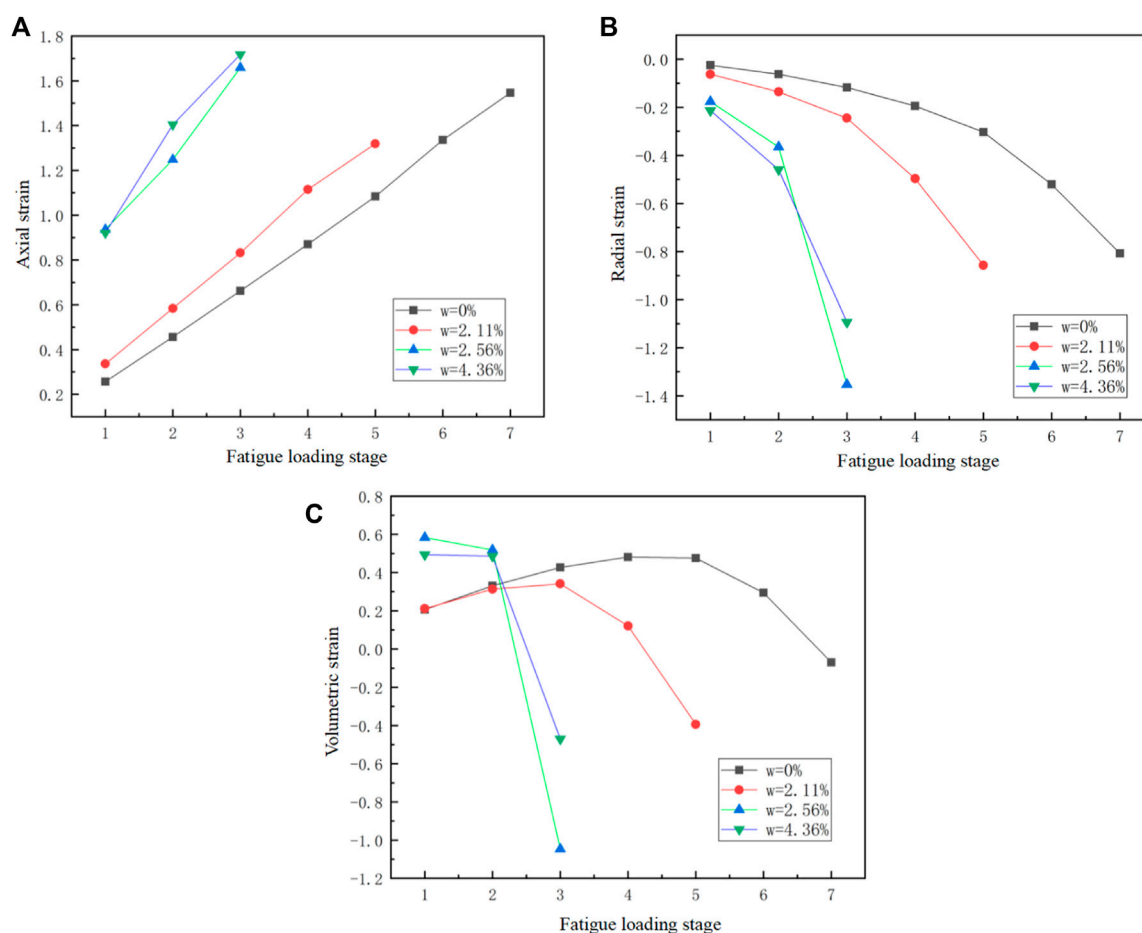 A
1.8
1.6
1.4
1.2
1.0
0.8
0.6
0.4
0.2
Axial strain
w=0%
w=2.11%
w=2.56%
w=4.36%
1 2 3 4 5 6 7
Fatigue loading stage
B
0.0
-0.2
-0.4
-0.6
-0.8
-1.0
-1.2
-1.4
Radial strain
w=0%
w=2.11%
w=2.56%
w=4.36%
1 2 3 4 5 6 7
Fatigue loading stage
C
0.8
0.6
0.4
0.2
0.0
-0.2
-0.4
-0.6
-0.8
-1.0
-1.2
Volumetric strain
w=0%
w=2.11%
w=2.56%
w=4.36%
1 2 3 4 5 6 7
Fatigue loading stage